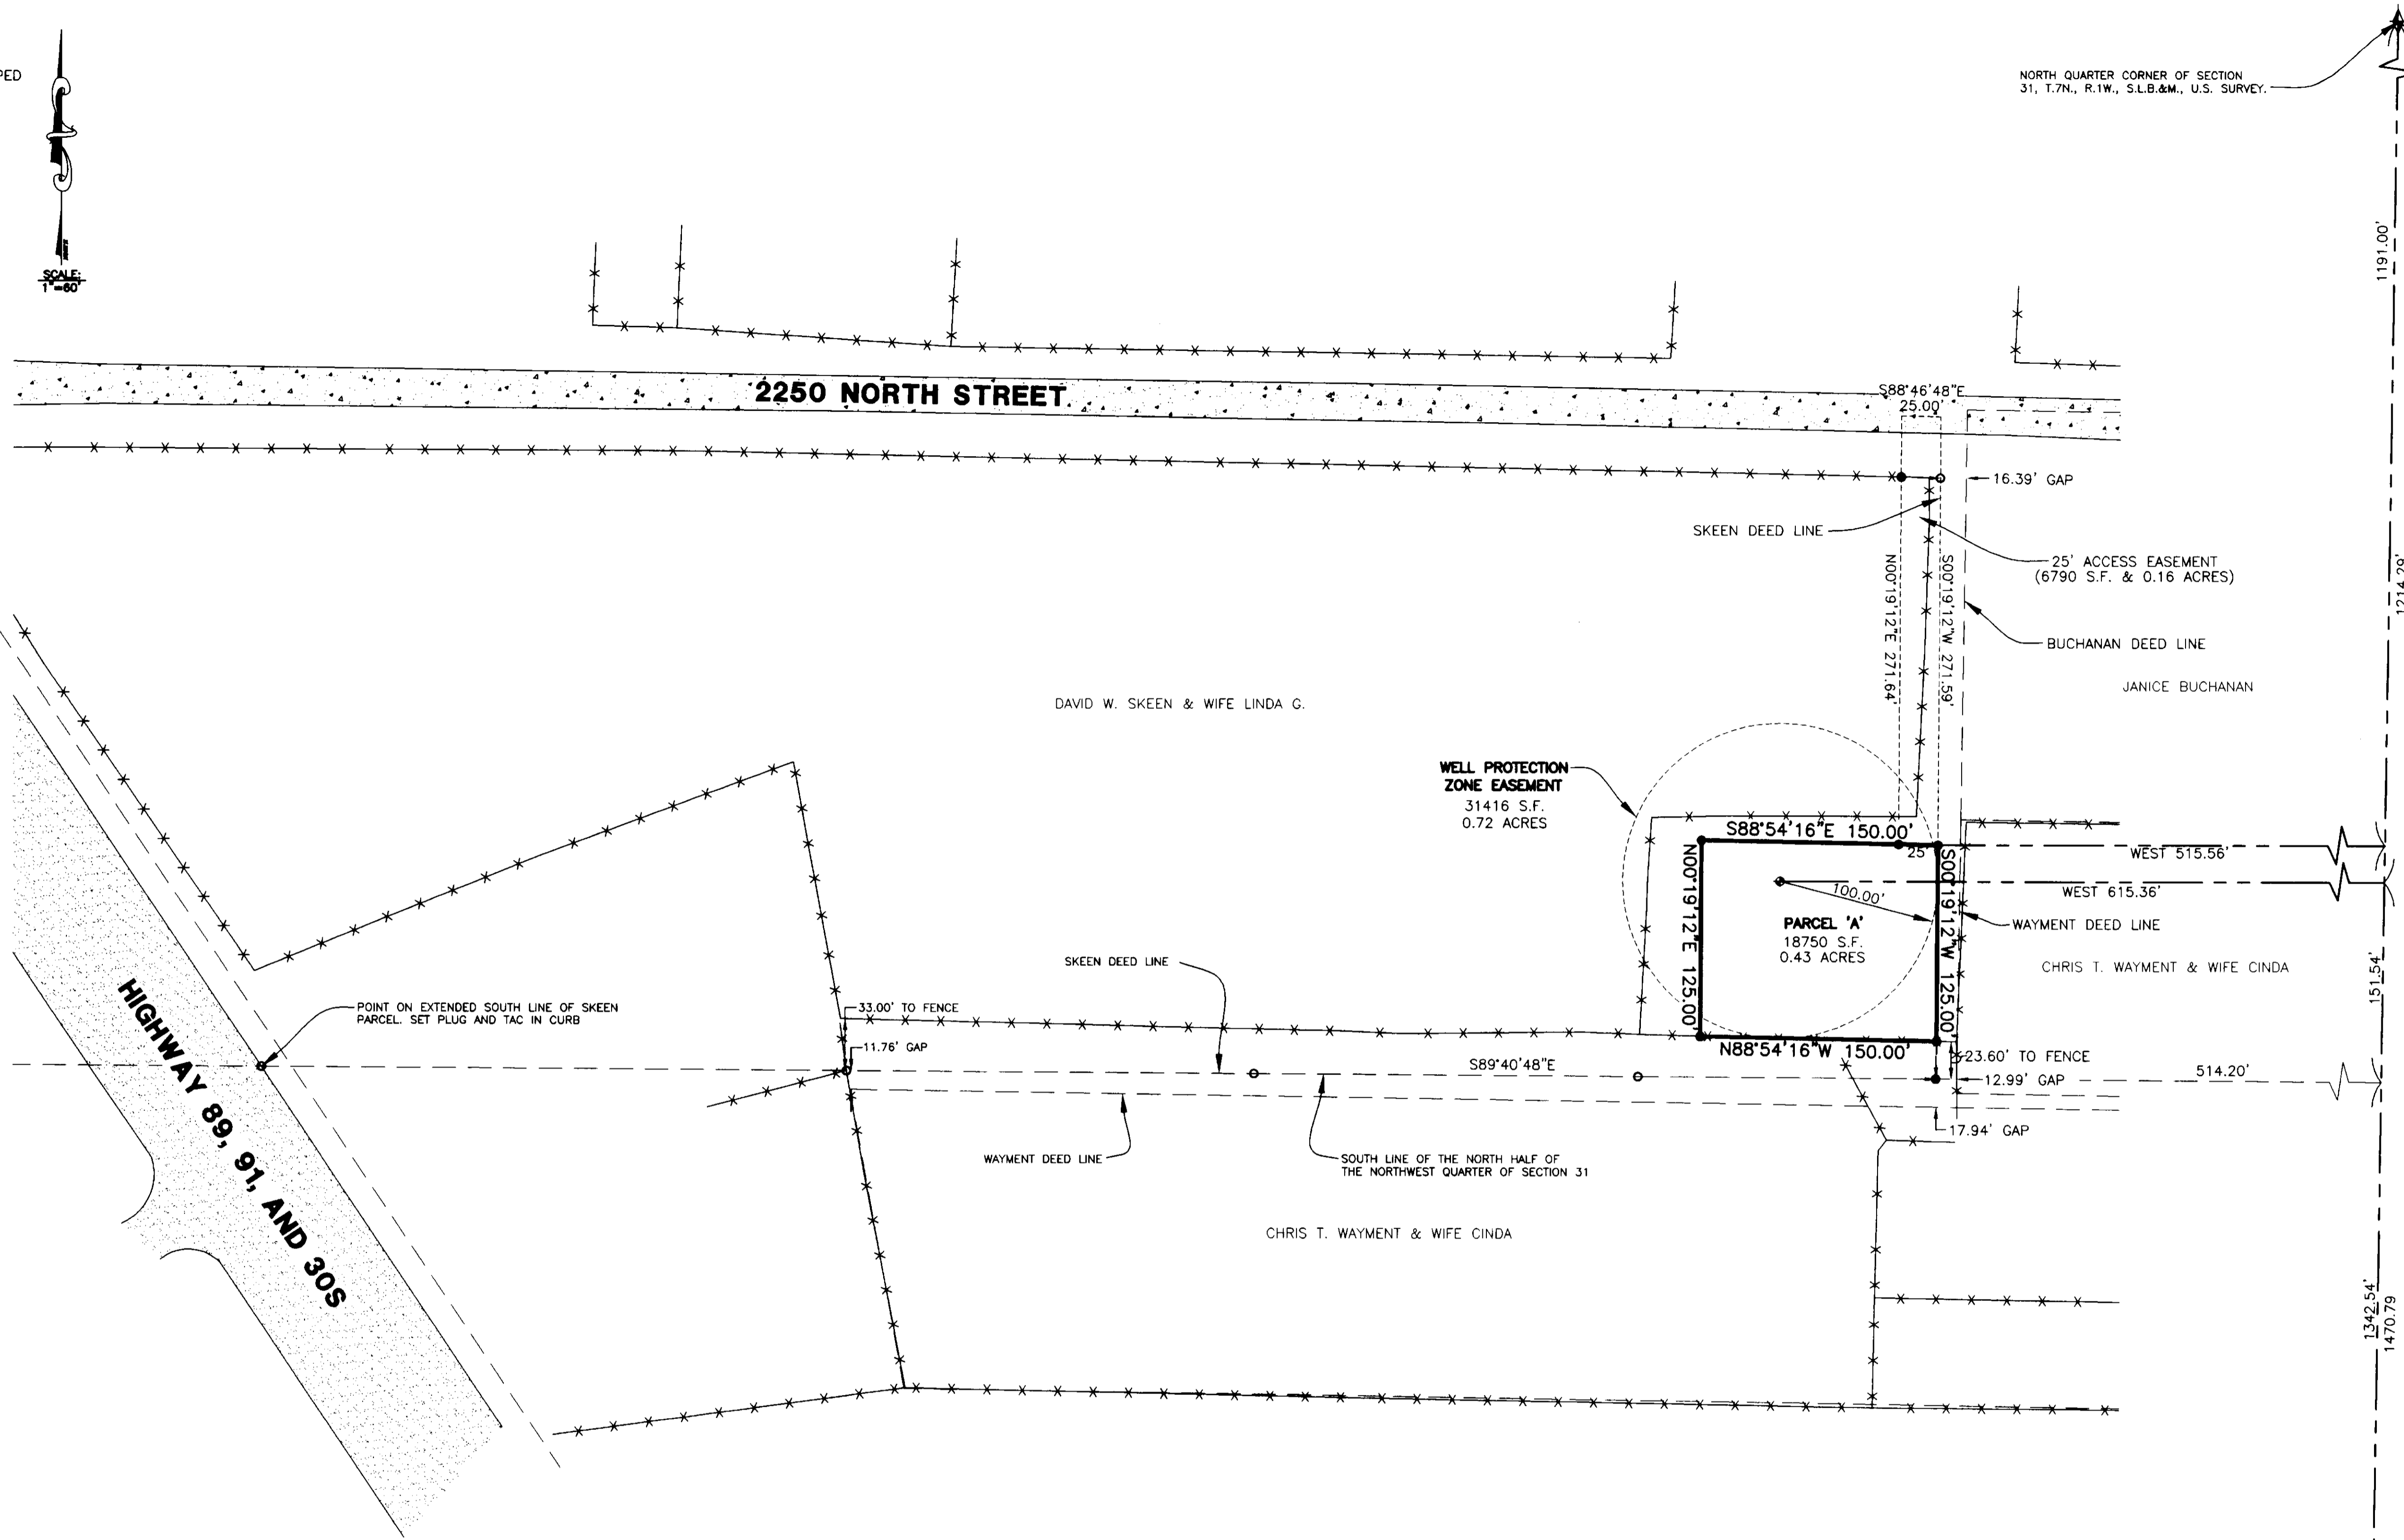 PED
SCALE:
1"=60'
NORTH QUARTER CORNER OF SECTION
31, T.7N., R.1W., S.L.B.&M., U.S. SURVEY.
1191.00'
1214.29'
2250 NORTH STREET
S88°46'48"E
25.00'
16.39' GAP
SKEEN DEED LINE
25' ACCESS EASEMENT
(6790 S.F. & 0.16 ACRES)
N00°19'12"E 271.64'
S00°19'12"W 271.59'
BUCHANAN DEED LINE
JANICE BUCHANAN
DAVID W. SKEEN & WIFE LINDA G.
WELL PROTECTION
ZONE EASEMENT
31416 S.F.
0.72 ACRES
S88°54'16"E 150.00'
25'
WEST 515.56'
WEST 615.36'
100.00'
N00°19'12"E 125.00'
S00°19'12"W 125.00'
PARCEL 'A'
18750 S.F.
0.43 ACRES
WAYMENT DEED LINE
CHRIS T. WAYMENT & WIFE CINDA
151.54'
SKEEN DEED LINE
POINT ON EXTENDED SOUTH LINE OF SKEEN
PARCEL. SET PLUG AND TAC IN CURB
33.00' TO FENCE
11.76' GAP
N88°54'16"W 150.00'
S89°40'48"E
23.60' TO FENCE
12.99' GAP
514.20'
17.94' GAP
WAYMENT DEED LINE
SOUTH LINE OF THE NORTH HALF OF
THE NORTHWEST QUARTER OF SECTION 31
HIGHWAY 89, 91, AND 30S
CHRIS T. WAYMENT & WIFE CINDA
1342.54'
1470.79